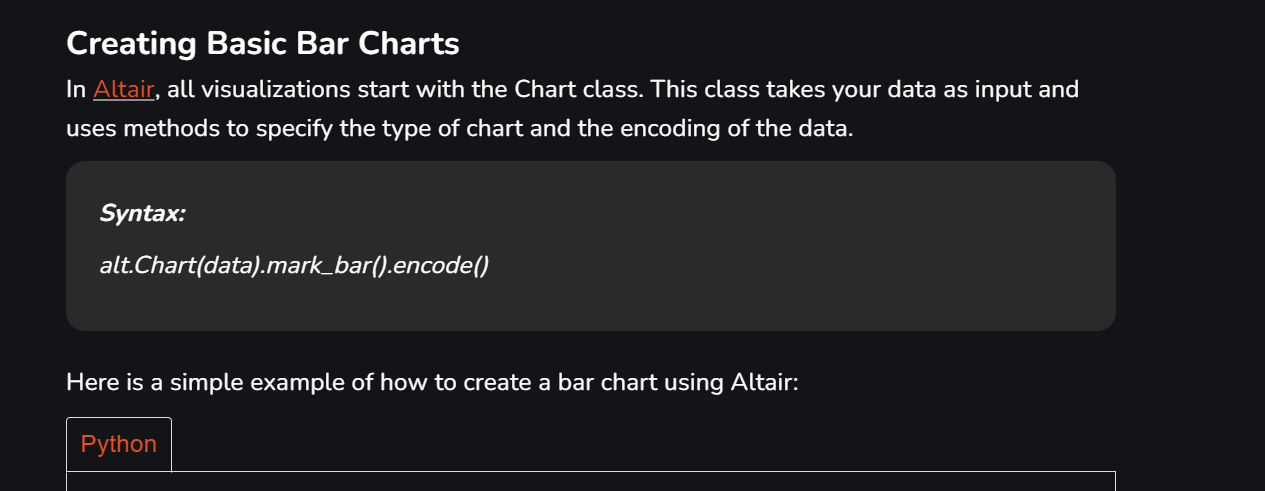 Creating Basic Bar Charts
In Altair, all visualizations start with the Chart class. This class takes your data as input and
uses methods to specify the type of chart and the encoding of the data.
Syntax:
alt.Chart(data).mark_bar().encode()
Here is a simple example of how to create a bar chart using Altair:
Python